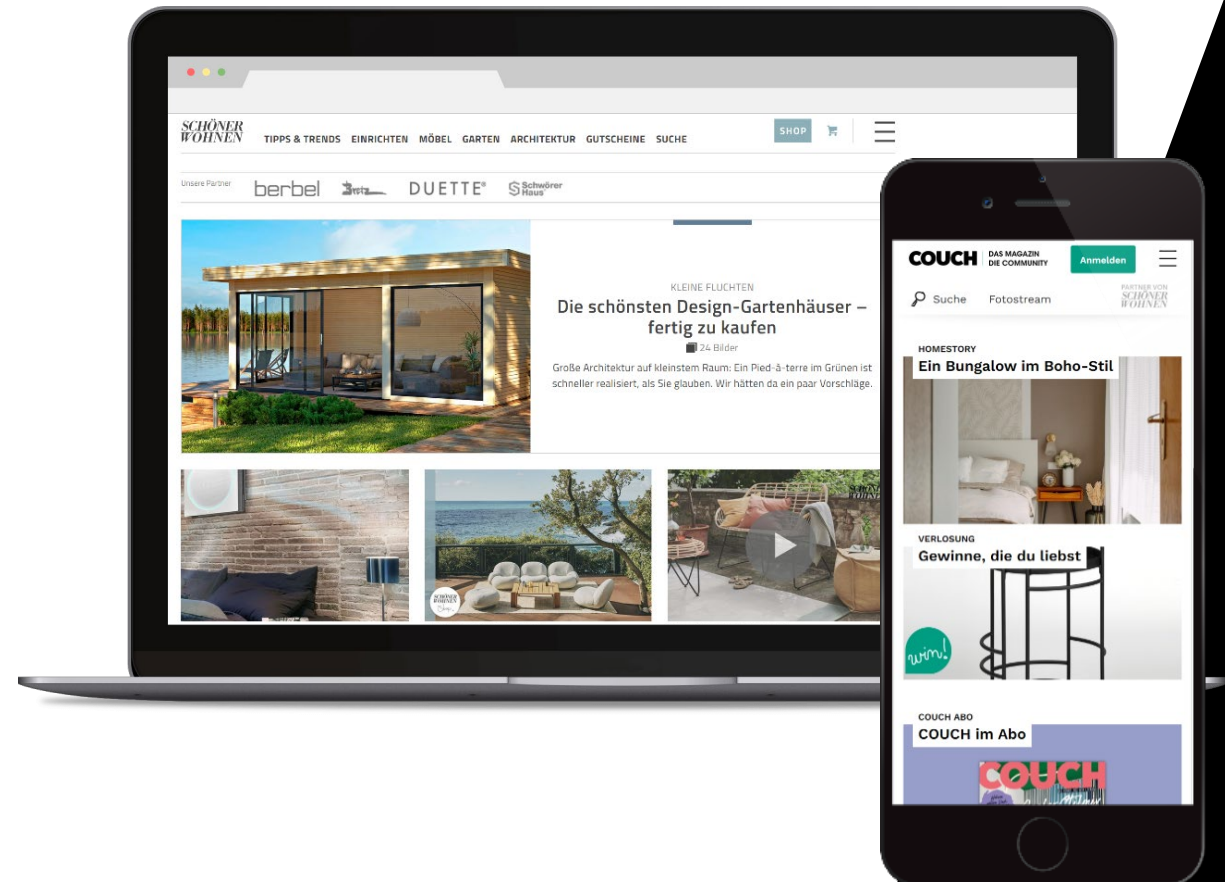 SCHÖNER
WOHNEN
TIPPS & TRENDS EINRICHTEN MÖBEL GARTEN ARCHITEKTUR GUTSCHEINE SUCHE
SHOP
Unsere Partner
berbel
DUETTE®
Schwörer
Haus®
KLEINE FLUCHTEN
Die schönsten Design-Gartenhäuser –
fertig zu kaufen
24 Bilder
Große Architektur auf kleinstem Raum: Ein Pied-à-terre im Grünen ist
schneller realisiert, als Sie glauben. Wir hätten da ein paar Vorschläge.
SCHÖNER
WOHNEN
Shop
COUCH
DAS MAGAZIN
DIE COMMUNITY
Anmelden
Suche Fotostream
PARTNER VON
SCHÖNER
WOHNEN
HOMESTORY
Ein Bungalow im Boho-Stil
VERLOSUNG
Gewinne, die du liebst
win!
COUCH ABO
COUCH im Abo
COUCH